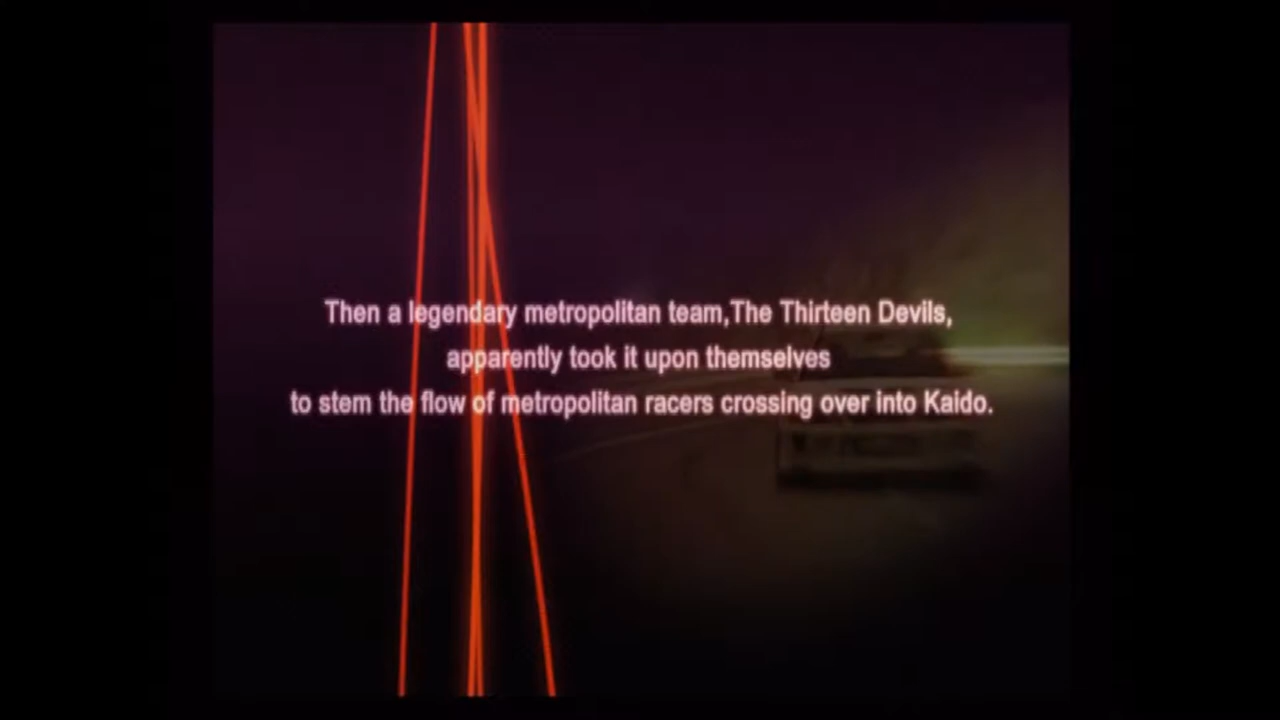 Then a legendary metropolitan team,The Thirteen Devils,
apparently took it upon themselves
to stem the flow of metropolitan racers crossing over into Kaido.